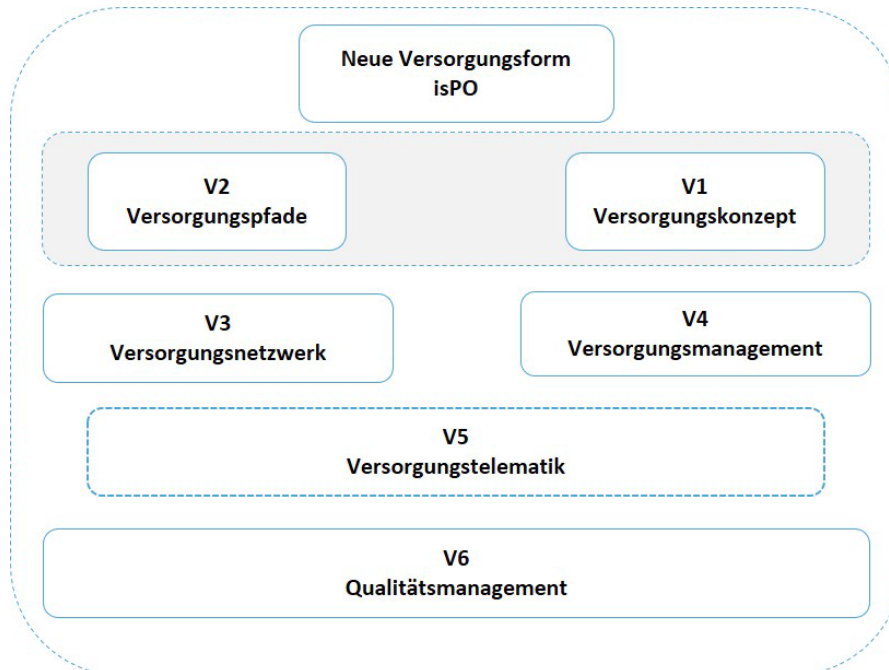 Neue Versorgungsform
isPO
V2
Versorgungspfade
V1
Versorgungskonzept
V3
Versorgungsnetzwerk
V4
Versorgungsmanagement
V5
Versorgungstelematik
V6
Qualitätsmanagement